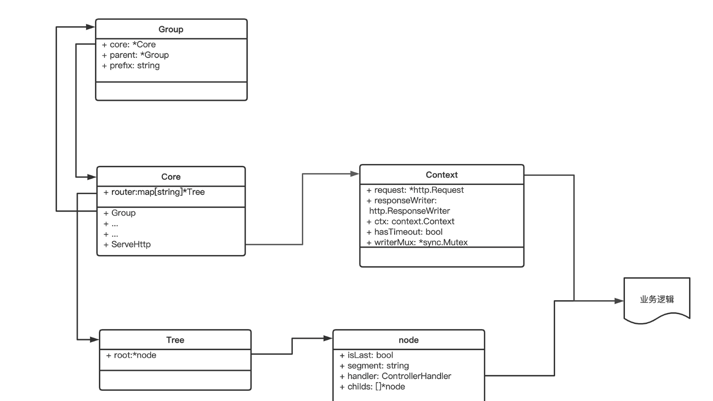 Group
+ core: *Core
+ parent: *Group
+ prefix: string
Core
+ router:map[string]*Tree
+ Group
+ ...
+ ...
+ ServeHttp
Context
+ request: *http.Request
+ responseWriter:
http.ResponseWriter
+ ctx: context.Context
+ hasTimeout: bool
+ writerMux: *sync.Mutex
业务逻辑
Tree
+ root:*node
node
+ isLast: bool
+ segment: string
+ handler: ControllerHandler
+ childs: []*node